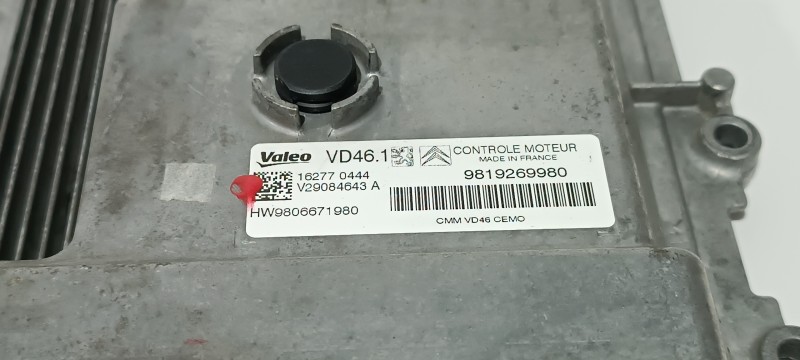 Valeo VD46.1 CONTROLE MOTEUR
MADE IN FRANCE
16277 0444 9819269980
V29084643 A
HW9806671980
CMM VD46 CEMO